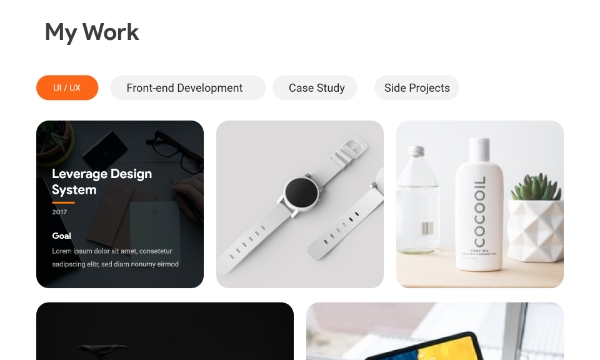 My Work
UI / UX
Front-end Development
Case Study
Side Projects
Leverage Design
System
2017
Goal
Lorem ipsum dolor sit amet, consetetur
sadipscing elitr, sed diam nonumy eirmod
COCOOIL